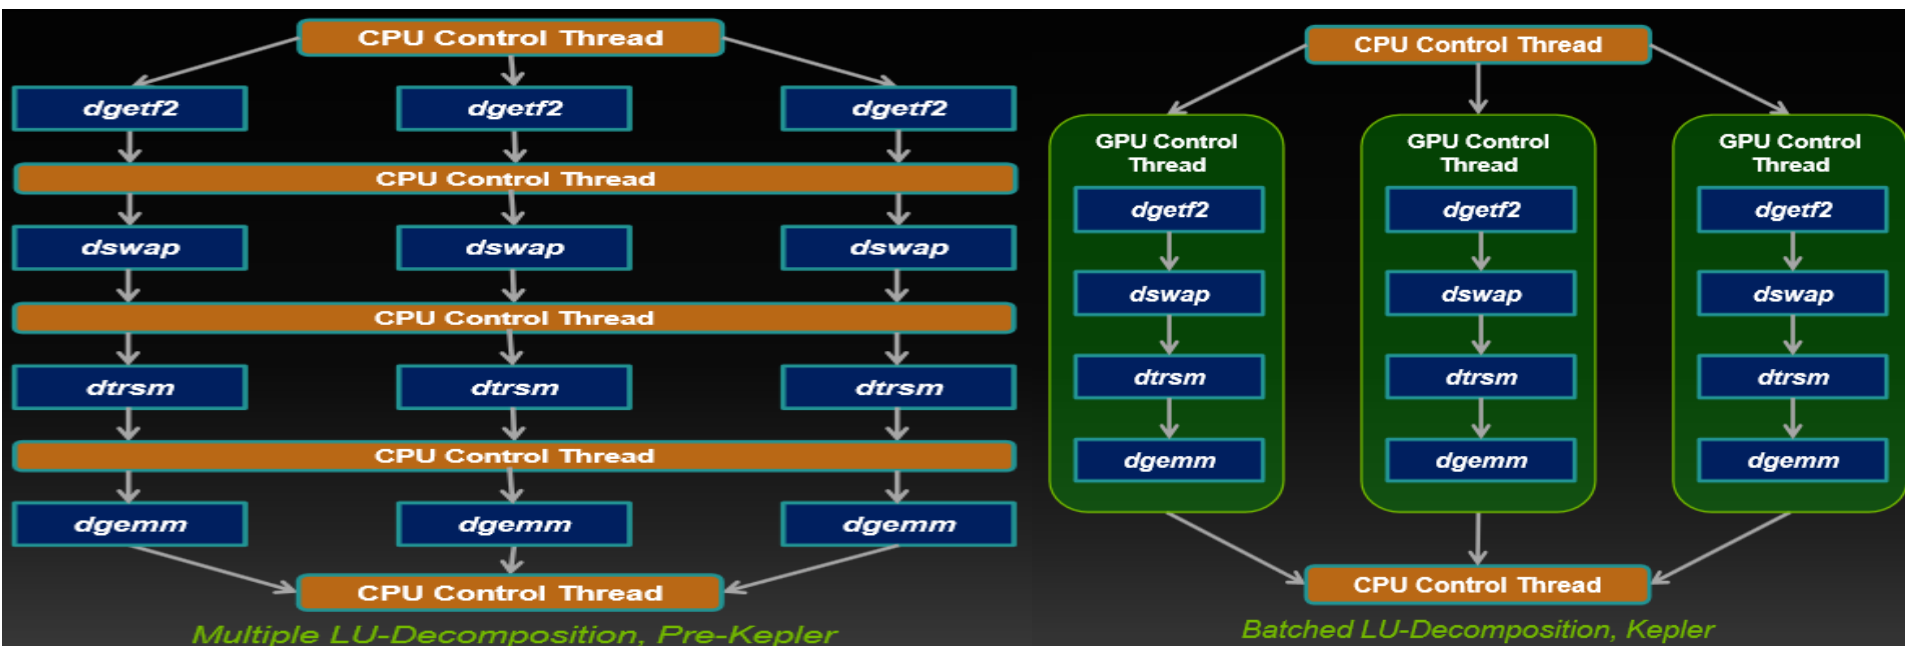 CPU Control Thread
dgetf2
dgetf2
dgetf2
CPU Control Thread
dswap
dswap
dswap
CPU Control Thread
dtrsm
dtrsm
dtrsm
CPU Control Thread
dgemm
dgemm
dgemm
CPU Control Thread
Multiple LU-Decomposition, Pre-Kepler
CPU Control Thread
GPU Control
Thread
dgetf2
dswap
dtrsm
dgemm
GPU Control
Thread
dgetf2
dswap
dtrsm
dgemm
GPU Control
Thread
dgetf2
dswap
dtrsm
dgemm
CPU Control Thread
Batched LU-Decomposition, Kepler